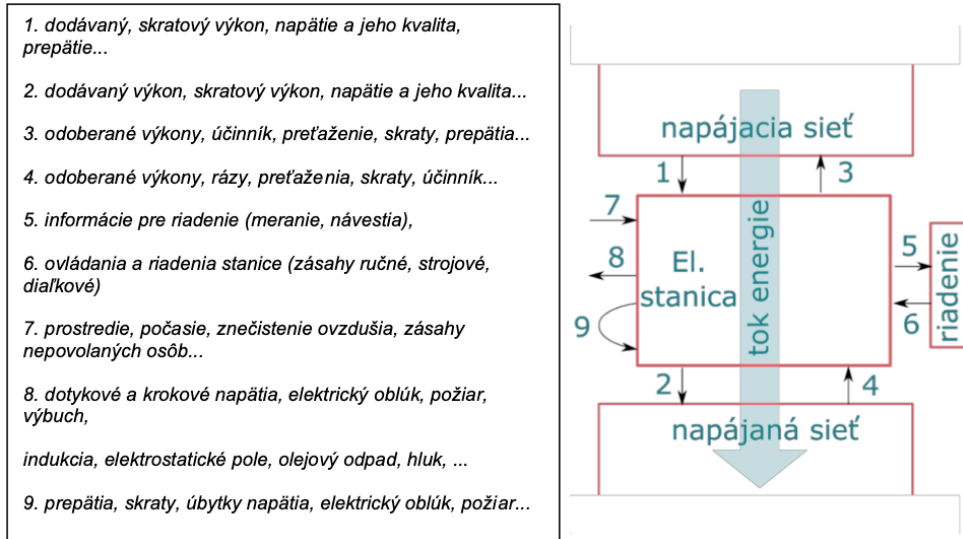 1. dodávaný, skratový výkon, napätie a jeho kvalita,
prepätie...
2. dodávaný výkon, skratový výkon, napätie a jeho kvalita...
3. odoberané výkony, účinník, preťaženie, skraty, prepätia...
4. odoberané výkony, rázy, preťaženia, skraty, účinník...
5. informácie pre riadenie (meranie, návestia),
6. ovládania a riadenia stanice (zásahy ručné, strojové,
diaľkové)
7. prostredie, počasie, znečistenie ovzdušia, zásahy
nepovolaných osôb...
8. dotykové a krokové napätia, elektrický oblúk, požiar,
výbuch,
indukcia, elektrostatické pole, olejový odpad, hluk, ...
9. prepätia, skraty, úbytky napätia, elektrický oblúk, požiar...
napájacia sieť
1
3
7
8
9
El.
stanica
tok energie
5
6
riadenie
2
4
napájaná sieť